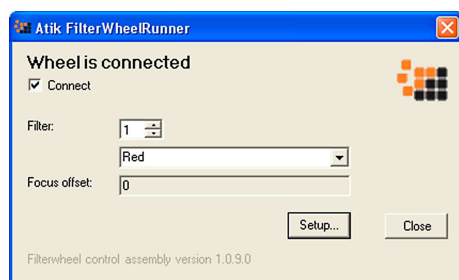 Atik FilterWheelRunner
Wheel is connected
Connect
Filter: 1
Red
Focus offset: 0
Setup... Close
Filterwheel control assembly version 1.0.9.0